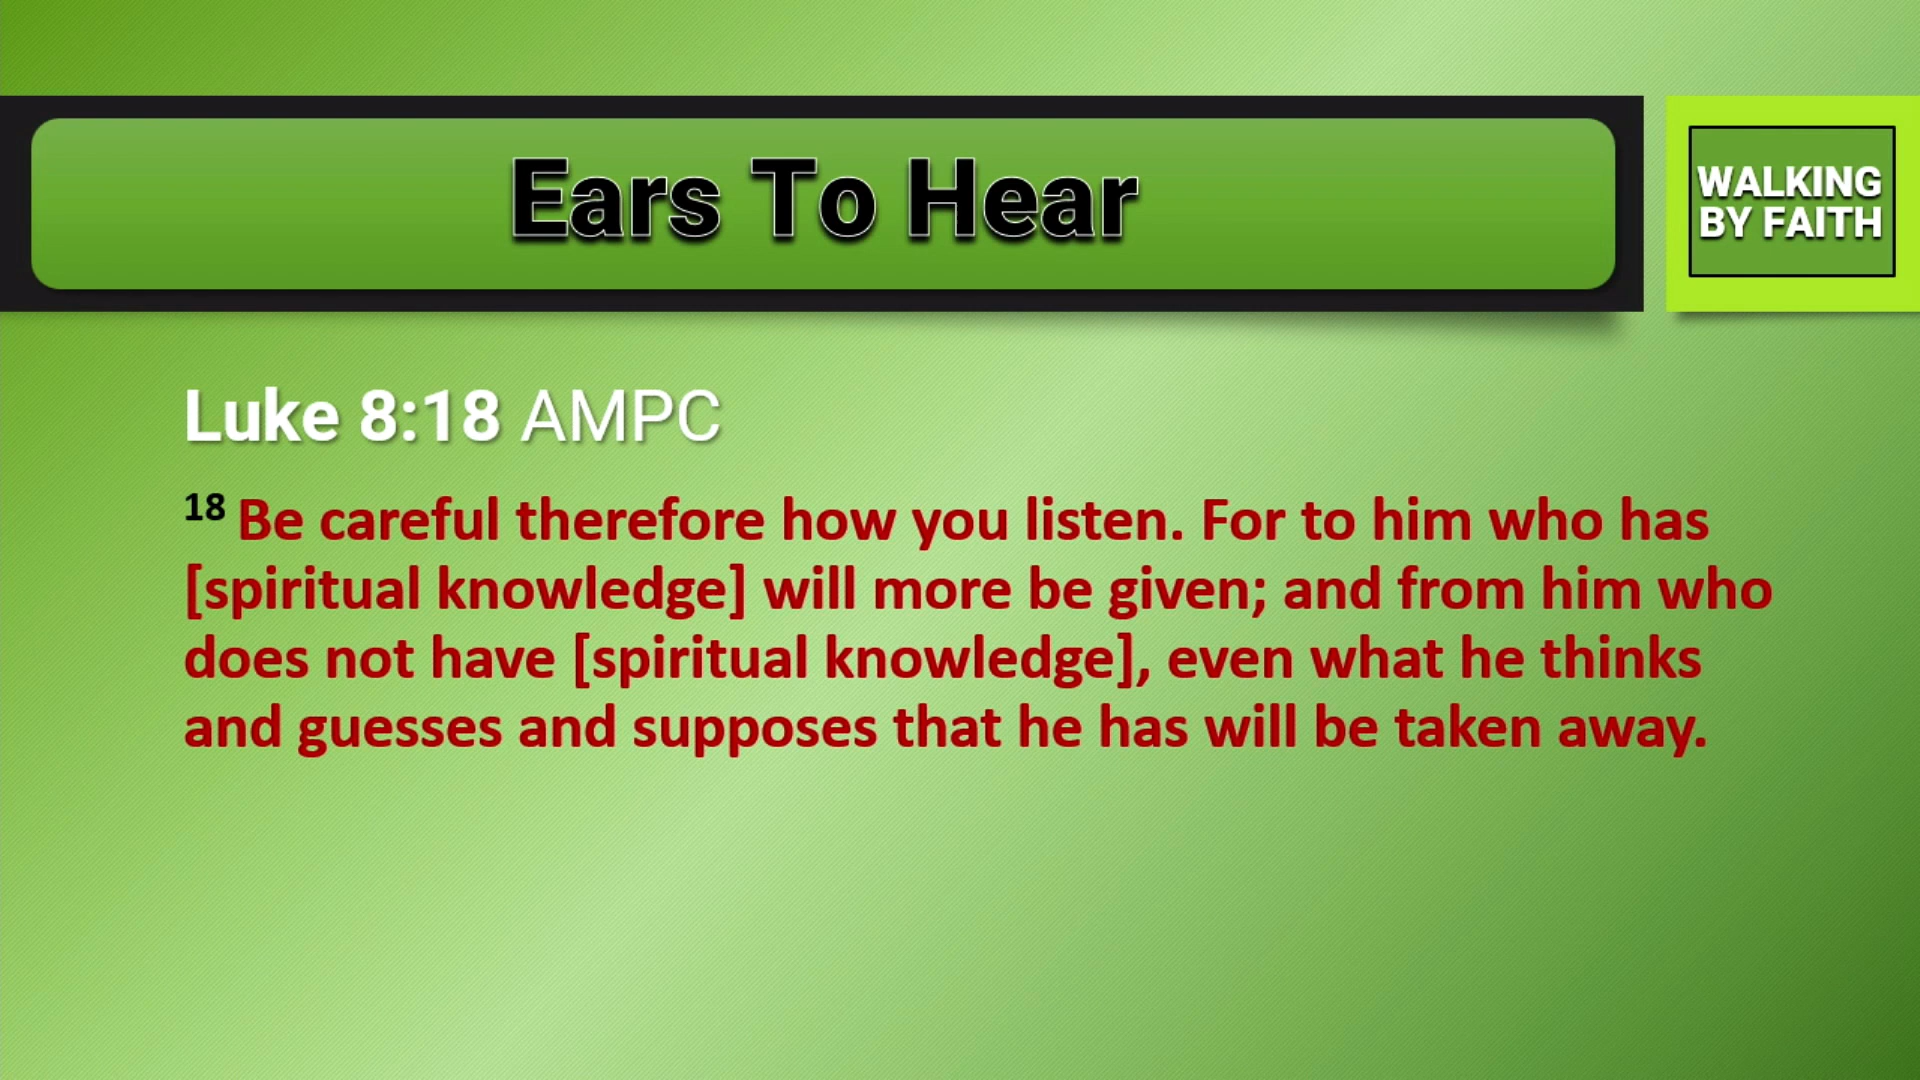 Ears To Hear
WALKING
BY FAITH
Luke 8:18 AMPC
18 Be careful therefore how you listen. For to him who has
[spiritual knowledge] will more be given; and from him who
does not have [spiritual knowledge], even what he thinks
and guesses and supposes that he has will be taken away.